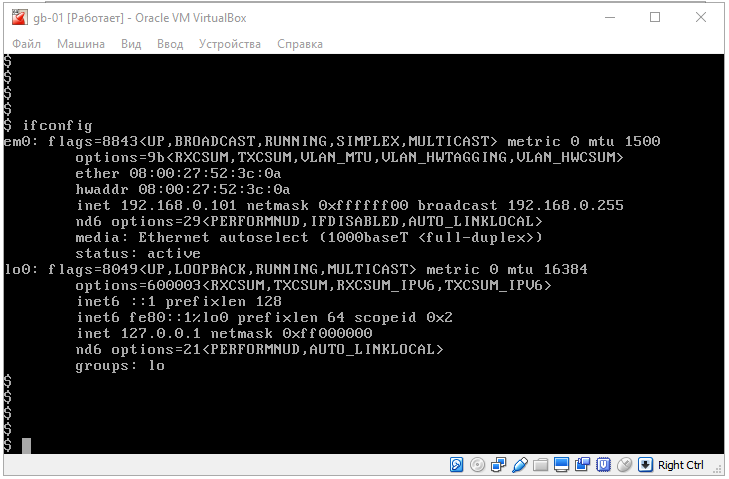 gb-01 [Работает] - Oracle VM VirtualBox
Файл Машина Вид Ввод Устройства Справка
$
$
$
$
$ ifconfig
em0: flags=8843<UP,BROADCAST,RUNNING,SIMPLEX,MULTICAST> metric 0 mtu 1500
        options=9b<RXCSUM,TXCSUM,VLAN_MTU,VLAN_HWTAGGING,VLAN_HWCSUM>
        ether 08:00:27:52:3c:0a
        hwaddr 08:00:27:52:3c:0a
        inet 192.168.0.101 netmask 0xffffff00 broadcast 192.168.0.255
        nd6 options=29<PERFORMNUD,IFDISABLED,AUTO_LINKLOCAL>
        media: Ethernet autoselect (1000baseT <full-duplex>)
        status: active
lo0: flags=8049<UP,LOOPBACK,RUNNING,MULTICAST> metric 0 mtu 16384
        options=600003<RXCSUM,TXCSUM,RXCSUM_IPV6,TXCSUM_IPV6>
        inet6 ::1 prefixlen 128
        inet6 fe80::1%lo0 prefixlen 64 scopeid 0x2
        inet 127.0.0.1 netmask 0xff000000
        nd6 options=21<PERFORMNUD,AUTO_LINKLOCAL>
        groups: lo
$
$
$
$
$
Right Ctrl